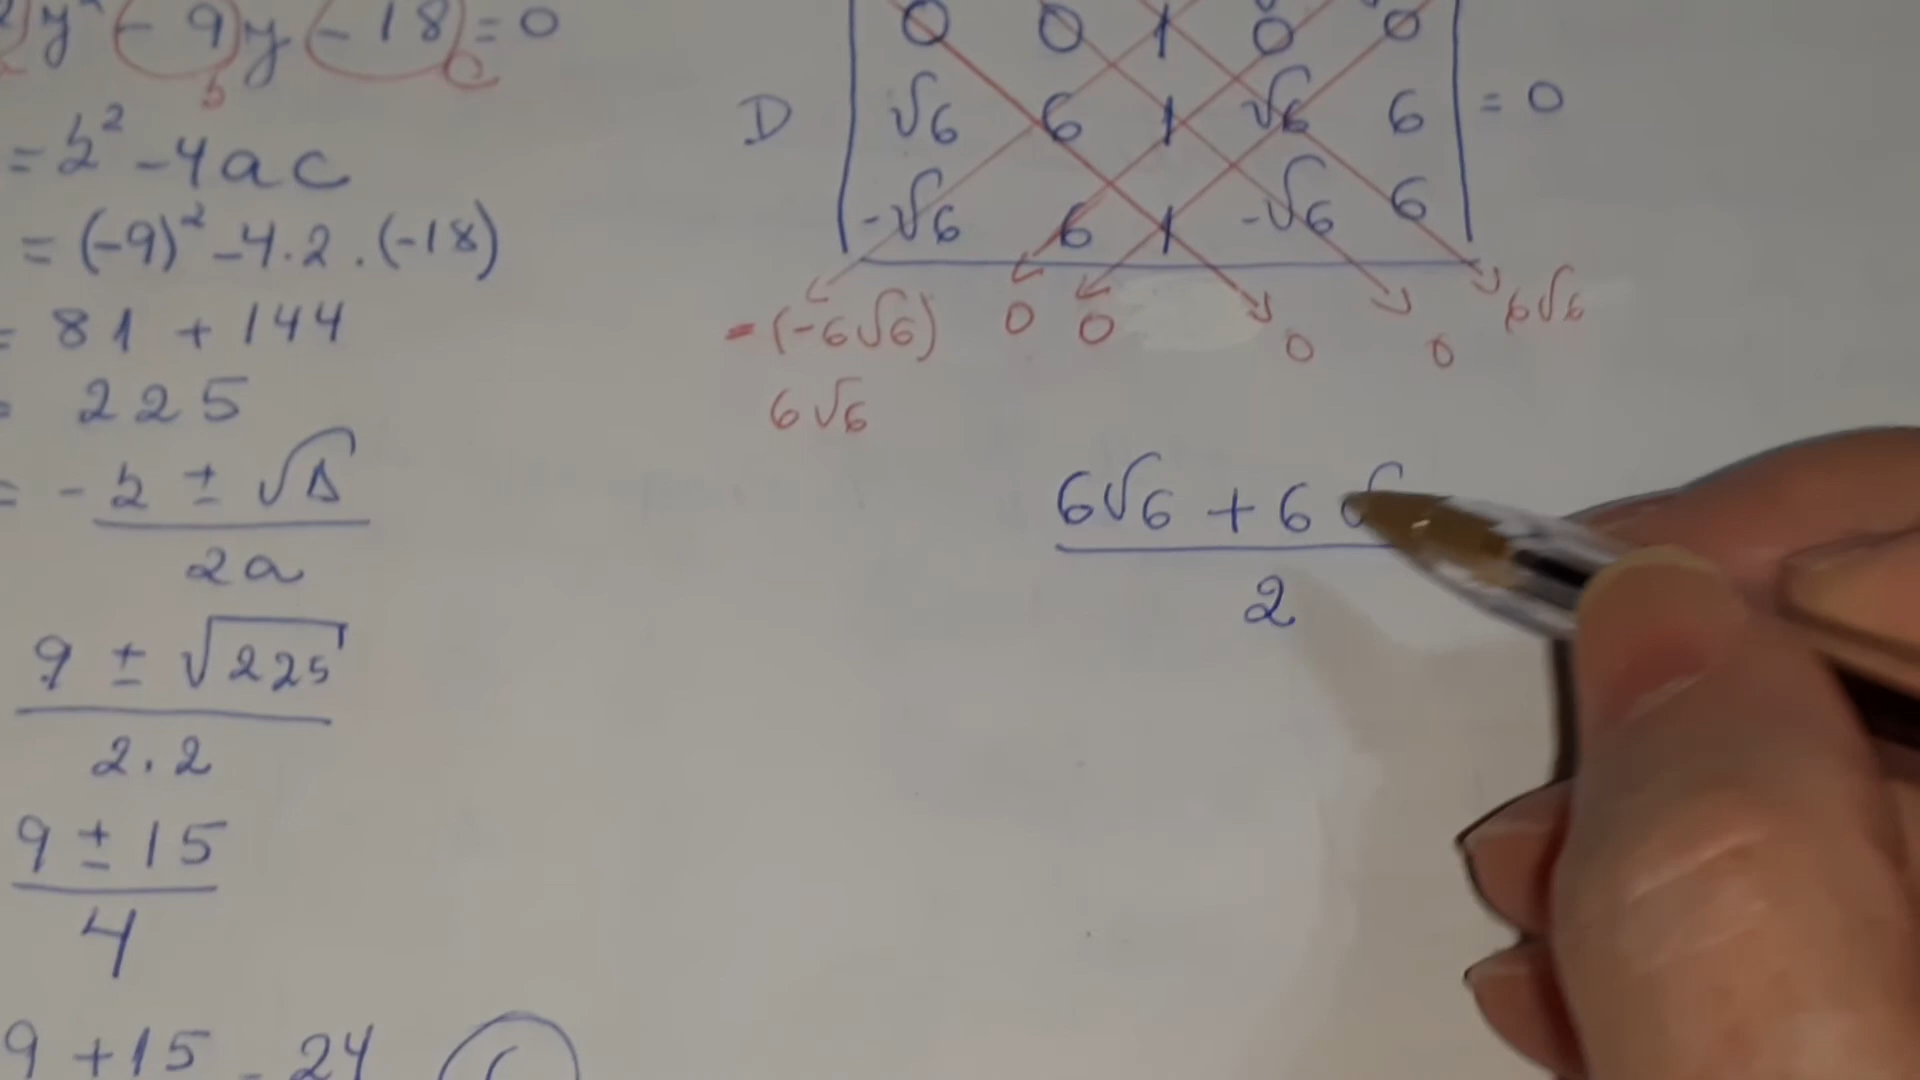 2y² - 9y - 18 = 0
b c
= b² - 4ac
= (-9)² - 4.2.(-18)
= 81 + 144
= 225
= -b ± √Δ
2a
9 ± √225
2.2
9 ± 15
4
9 + 15 = 24
0 0 1 0 0
D √6 6 1 √6 6 = 0
-√6 6 1 -√6 6
-(-6√6) 0 0 0 0 6√6
6√6
6√6 + 6√
2